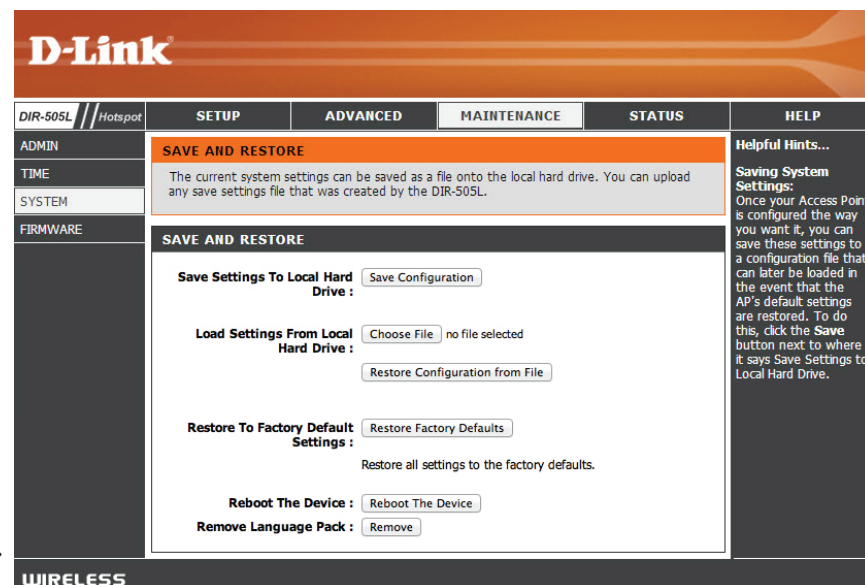 D-Link®
DIR-505L // Hotspot
SETUP
ADVANCED
MAINTENANCE
STATUS
HELP
ADMIN
TIME
SYSTEM
FIRMWARE
SAVE AND RESTORE
The current system settings can be saved as a file onto the local hard drive. You can upload
any save settings file that was created by the DIR-505L.
SAVE AND RESTORE
Save Settings To Local Hard
Drive :
Save Configuration
Load Settings From Local
Hard Drive :
Choose File
no file selected
Restore Configuration from File
Restore To Factory Default
Settings :
Restore Factory Defaults
Restore all settings to the factory defaults.
Reboot The Device :
Reboot The Device
Remove Language Pack :
Remove
Helpful Hints...
Saving System
Settings:
Once your Access Poin
is configured the way
you want it, you can
save these settings to
a configuration file that
can later be loaded in
the event that the
AP's default settings
are restored. To do
this, click the Save
button next to where
it says Save Settings to
Local Hard Drive.
WIRELESS